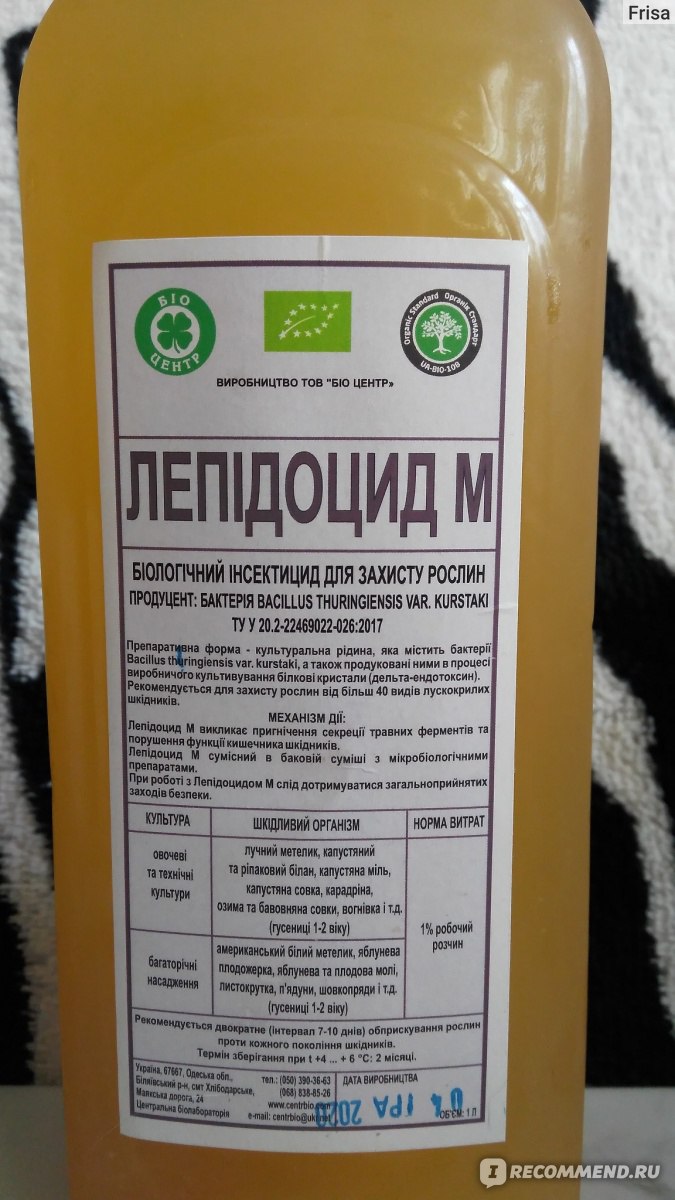 Frisa
БІО
ЦЕНТР
Organic Standard Органік Стандарт
UA-BIO-108
ВИРОБНИЦТВО ТОВ "БІО ЦЕНТР»
ЛЕПІДОЦИД М
БІОЛОГІЧНИЙ ІНСЕКТИЦИД ДЛЯ ЗАХИСТУ РОСЛИН
ПРОДУЦЕНТ: БАКТЕРІЯ BACILLUS THURINGIENSIS VAR. KURSTAKI
ТУ У 20.2-22469022-026:2017
Препаративна форма - культуральна рідина, яка містить бактерії
Bacillus thuringiensis var. kurstaki, а також продуковані ними в процесі
виробничого культивування білкові кристали (дельта-ендотоксин).
Рекомендується для захисту рослин від більш 40 видів лускокрилих
шкідників.
МЕХАНІЗМ ДІЇ:
Лепідоцид М викликає пригнічення секреції травних ферментів та
порушення функції кишечника шкідників.
Лепідоцид М сумісний в баковій суміші з мікробіологічними
препаратами.
При роботі з Лепідоцидом М слід дотримуватися загальноприйнятих
заходів безпеки.
КУЛЬТУРА
ШКІДЛИВИЙ ОРГАНІЗМ
НОРМА ВИТРАТ
овочеві
та технічні
культури
лучний метелик, капустяний
та ріпаковий білан, капустяна міль,
капустяна совка, карадріна,
озима та бавовняна совки, вогнівка і т.д.
(гусениці 1-2 віку)
1% робочий
розчин
багаторічні
насадження
американський білий метелик, яблунева
плодожерка, яблунева та плодова молі,
листокрутка, п'ядуни, шовкопряди і т.д.
(гусениці 1-2 віку)
Рекомендується двократне (інтервал 7-10 днів) обприскування рослин
проти кожного покоління шкідників.
Термін зберігання при t +4 ... + 6 °С: 2 місяці.
Україна, 67667, Одеська обл.,
Біляївський р-н, смт Хлібодарське,
Маякська дорога, 24
Центральна біолабораторія
тел.: (050) 390-36-63
(068) 838-85-26
www.centrbio.com
e-mail: centrbio@ukr.net
ДАТА ВИРОБНИЦТВА
ОБ'ЄМ: 1 Л
IRECOMMEND.RU